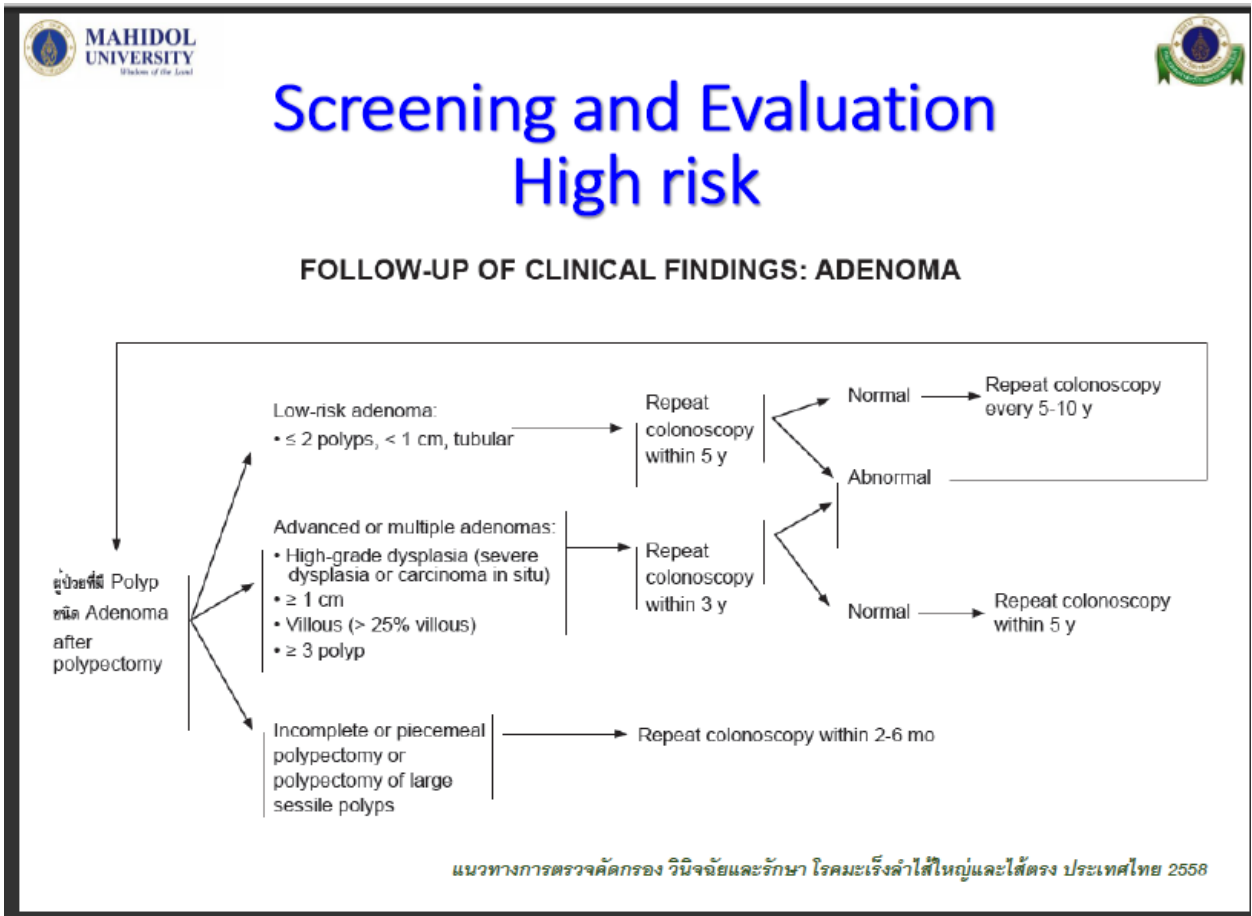 MAHIDOL
UNIVERSITY
Wisdom of the Land
Screening and Evaluation
High risk
FOLLOW-UP OF CLINICAL FINDINGS: ADENOMA
ผู้ป่วยที่มี Polyp
ชนิด Adenoma
after
polypectomy
Low-risk adenoma:
• ≤ 2 polyps, < 1 cm, tubular
Repeat
colonoscopy
within 5 y
Normal
Repeat colonoscopy
every 5-10 y
Abnormal
Advanced or multiple adenomas:
• High-grade dysplasia (severe
dysplasia or carcinoma in situ)
• ≥ 1 cm
• Villous (> 25% villous)
• ≥ 3 polyp
Repeat
colonoscopy
within 3 y
Normal
Repeat colonoscopy
within 5 y
Incomplete or piecemeal
polypectomy or
polypectomy of large
sessile polyps
Repeat colonoscopy within 2-6 mo
แนวทางการตรวจคัดกรอง วินิจฉัยและรักษา โรคมะเร็งลำไส้ใหญ่และไส้ตรง ประเทศไทย 2558